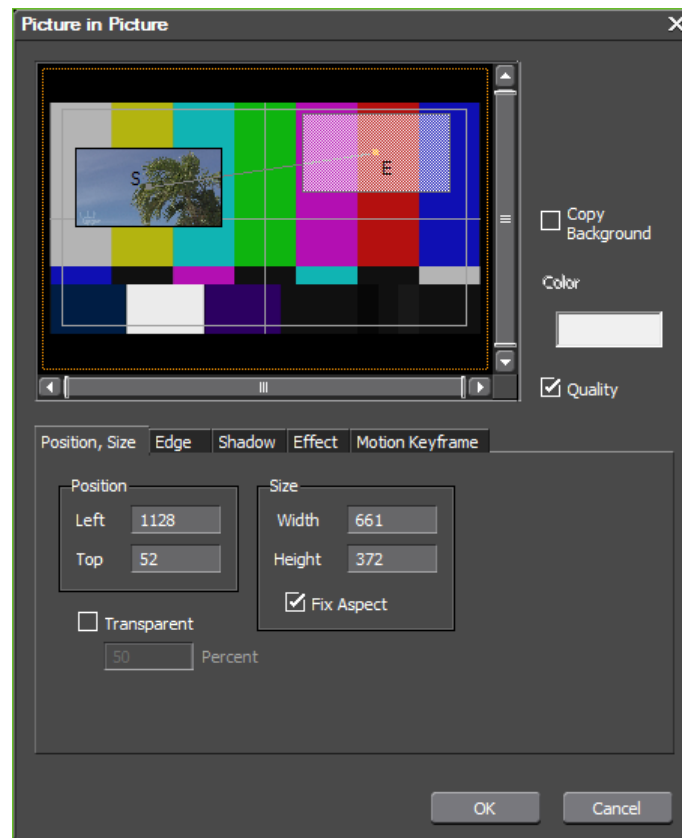 Picture in Picture
S
E
Copy
Background
Color
Quality
Position, Size Edge Shadow Effect Motion Keyframe
Position
Left 1128
Top 52
Size
Width 661
Height 372
Fix Aspect
Transparent
50 Percent
OK Cancel